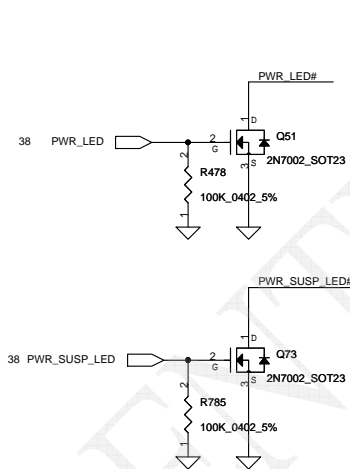 PWR_LED#
1 D
38 PWR_LED
2
G
Q51
3 S
2N7002_SOT23
2
R478
100K_0402_5%
1
PWR_SUSP_LED#
1 D
38 PWR_SUSP_LED
2
G
Q73
3 S
2N7002_SOT23
2
R785
100K_0402_5%
1